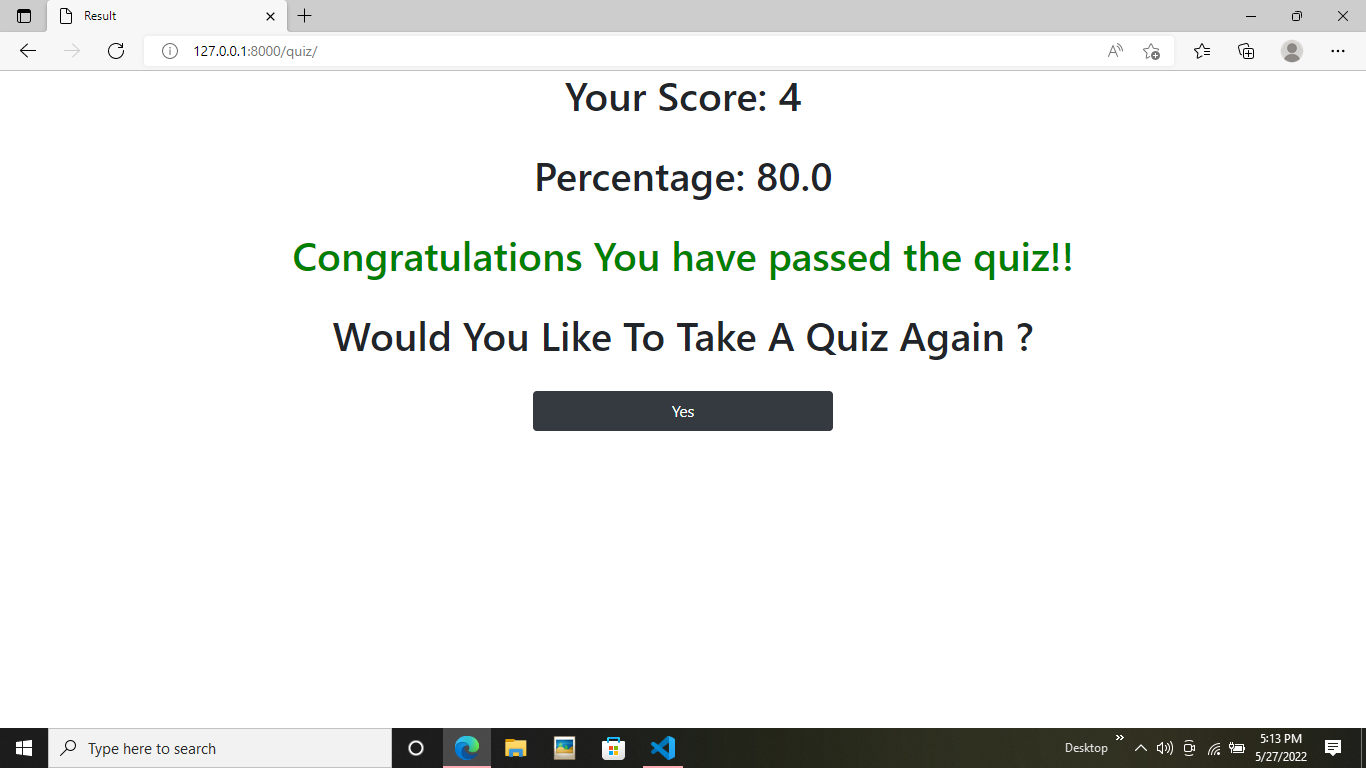 Result
127.0.0.1:8000/quiz/
Your Score: 4
Percentage: 80.0
Congratulations You have passed the quiz!!
Would You Like To Take A Quiz Again ?
Yes
Type here to search
Desktop
5:13 PM
5/27/2022